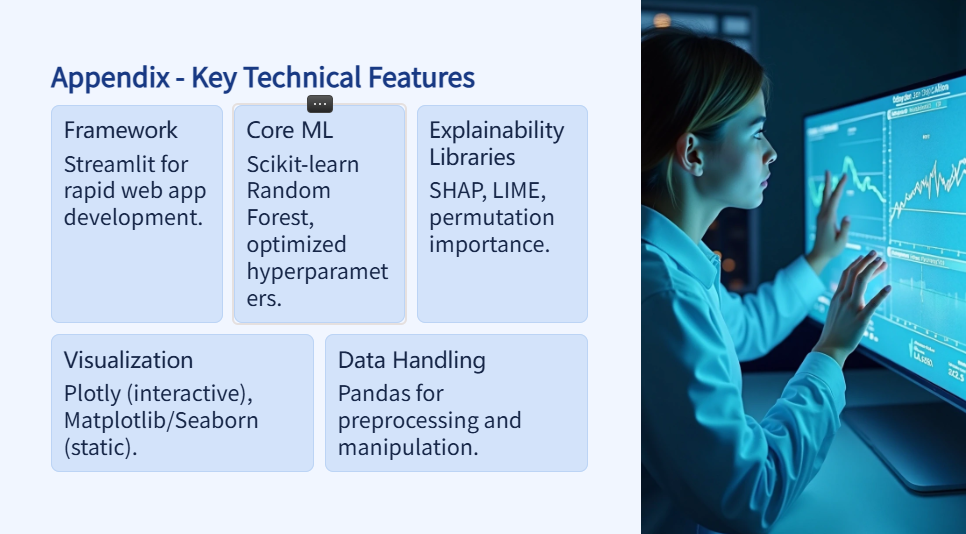 Appendix - Key Technical Features
Framework
Streamlit for
rapid web app
development.
Core ML
Scikit-learn
Random
Forest,
optimized
hyperparamet
ers.
Explainability
Libraries
SHAP, LIME,
permutation
importance.
Visualization
Plotly (interactive),
Matplotlib/Seaborn
(static).
Data Handling
Pandas for
preprocessing and
manipulation.